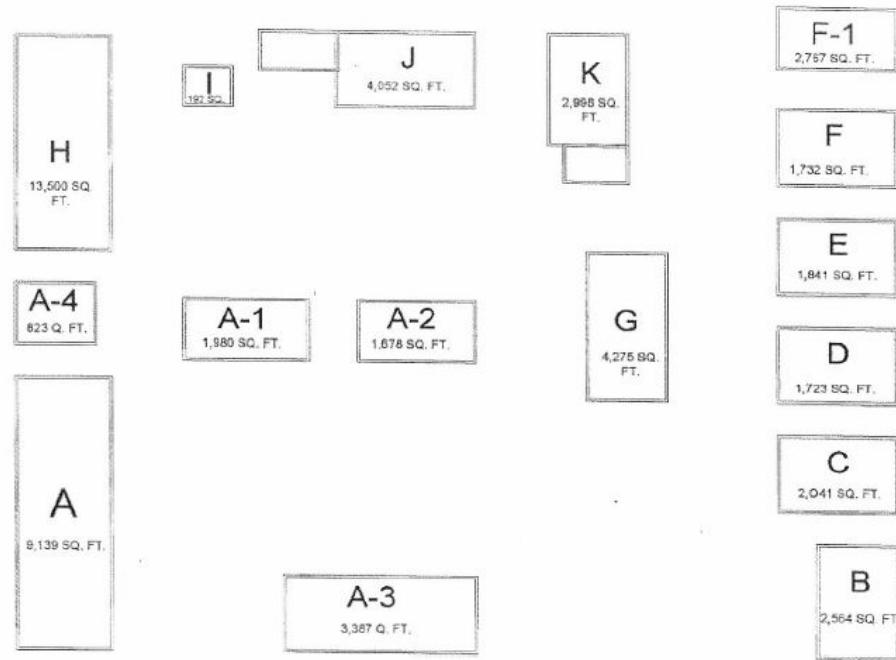 F-1
2,767 SQ. FT.
J
4,052 SQ. FT.
I
192 SQ.
K
2,998 SQ.
FT.
H
13,500 SQ.
FT.
F
1,732 SQ. FT.
E
1,841 SQ. FT.
A-4
823 Q. FT.
A-1
1,980 SQ. FT.
A-2
1,678 SQ. FT.
G
4,275 SQ.
FT.
D
1,723 SQ. FT.
C
2,041 SQ. FT.
A
9,139 SQ. FT.
A-3
3,387 Q. FT.
B
2,564 SQ. FT